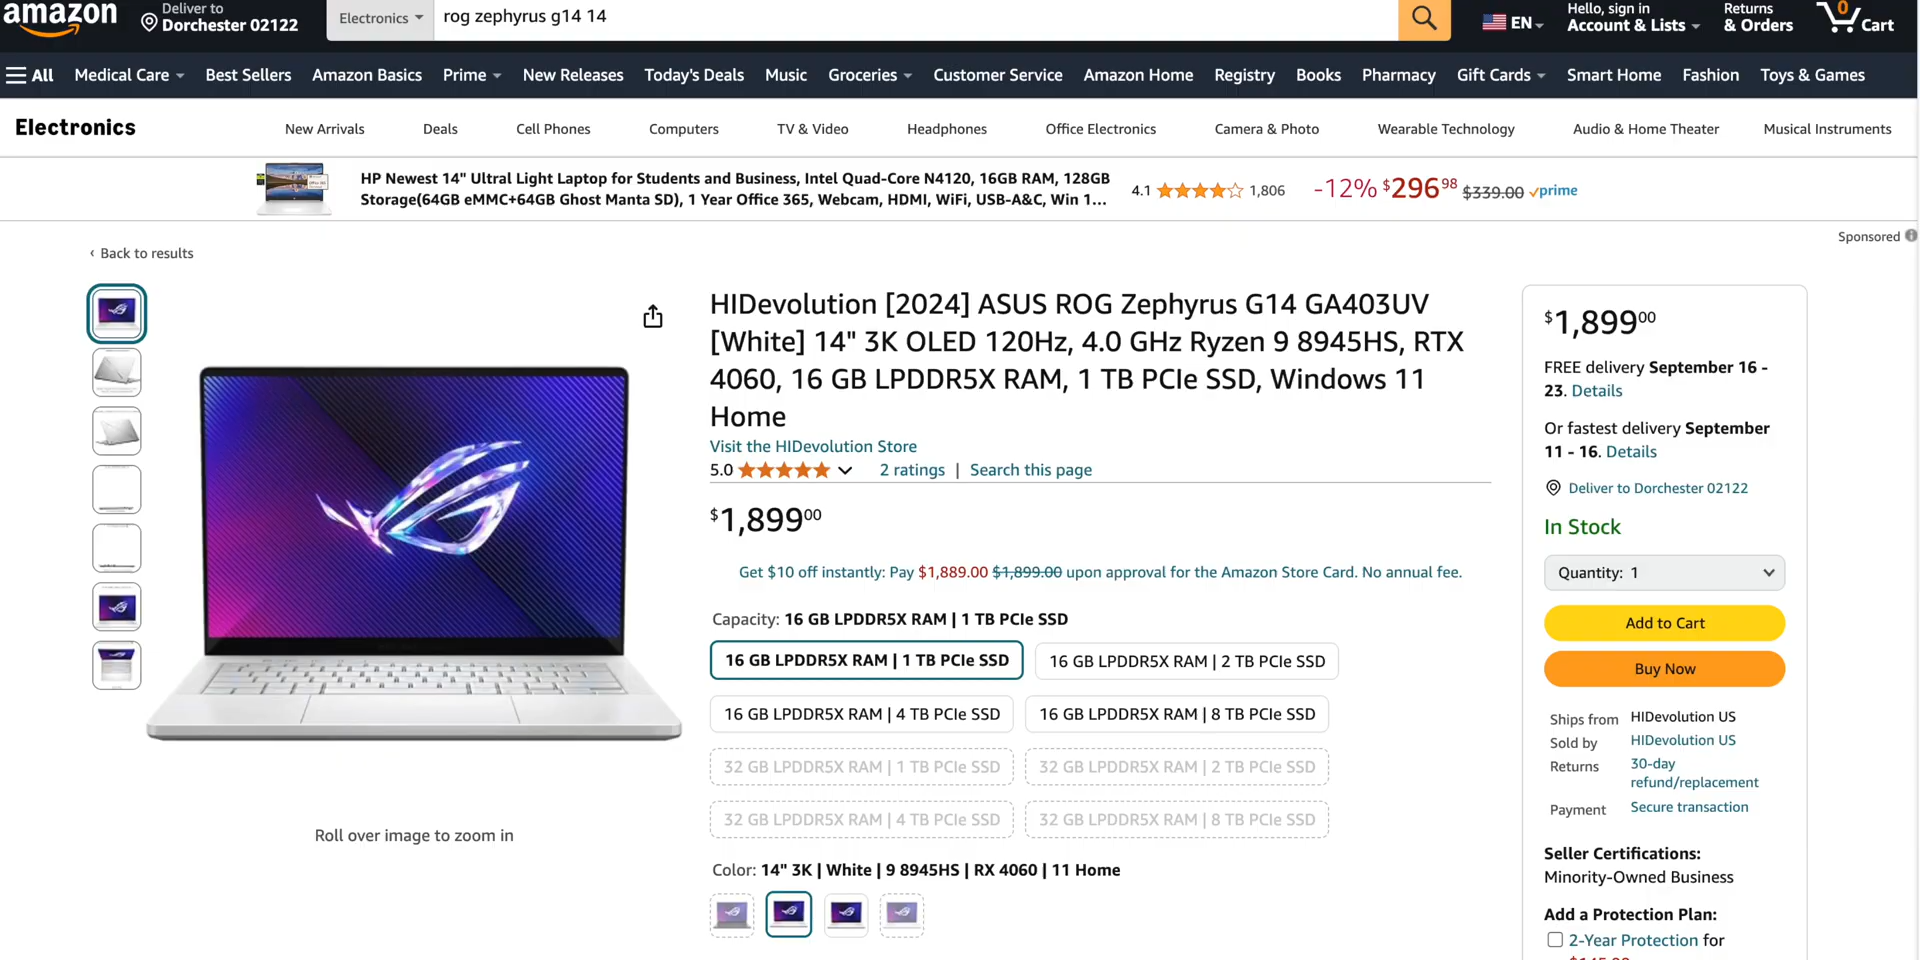 amazon
Deliver to
Dorchester 02122
Electronics
rog zephyrus g14 14
EN
Hello, sign in
Account & Lists
Returns
& Orders
0
Cart
All
Medical Care
Best Sellers
Amazon Basics
Prime
New Releases
Today's Deals
Music
Groceries
Customer Service
Amazon Home
Registry
Books
Pharmacy
Gift Cards
Smart Home
Fashion
Toys & Games
Electronics
New Arrivals
Deals
Cell Phones
Computers
TV & Video
Headphones
Office Electronics
Camera & Photo
Wearable Technology
Audio & Home Theater
Musical Instruments
HP Newest 14" Ultral Light Laptop for Students and Business, Intel Quad-Core N4120, 16GB RAM, 128GB
Storage(64GB eMMC+64GB Ghost Manta SD), 1 Year Office 365, Webcam, HDMI, WiFi, USB-A&C, Win 1...
4.1
1,806
-12% $29698 $339.00 prime
Sponsored
‹ Back to results
HIDevolution [2024] ASUS ROG Zephyrus G14 GA403UV
[White] 14" 3K OLED 120Hz, 4.0 GHz Ryzen 9 8945HS, RTX
4060, 16 GB LPDDR5X RAM, 1 TB PCIe SSD, Windows 11
Home
Visit the HIDevolution Store
5.0
2 ratings | Search this page
$1,89900
Get $10 off instantly: Pay $1,889.00 $1,899.00 upon approval for the Amazon Store Card. No annual fee.
Capacity: 16 GB LPDDR5X RAM | 1 TB PCIe SSD
16 GB LPDDR5X RAM | 1 TB PCIe SSD
16 GB LPDDR5X RAM | 2 TB PCIe SSD
16 GB LPDDR5X RAM | 4 TB PCIe SSD
16 GB LPDDR5X RAM | 8 TB PCIe SSD
32 GB LPDDR5X RAM | 1 TB PCIe SSD
32 GB LPDDR5X RAM | 2 TB PCIe SSD
32 GB LPDDR5X RAM | 4 TB PCIe SSD
32 GB LPDDR5X RAM | 8 TB PCIe SSD
Color: 14" 3K | White | 9 8945HS | RX 4060 | 11 Home
Roll over image to zoom in
$1,89900
FREE delivery September 16 -
23. Details
Or fastest delivery September
11 - 16. Details
Deliver to Dorchester 02122
In Stock
Quantity: 1
Add to Cart
Buy Now
Ships from
HIDevolution US
Sold by
HIDevolution US
Returns
30-day
refund/replacement
Payment
Secure transaction
Seller Certifications:
Minority-Owned Business
Add a Protection Plan:
2-Year Protection for